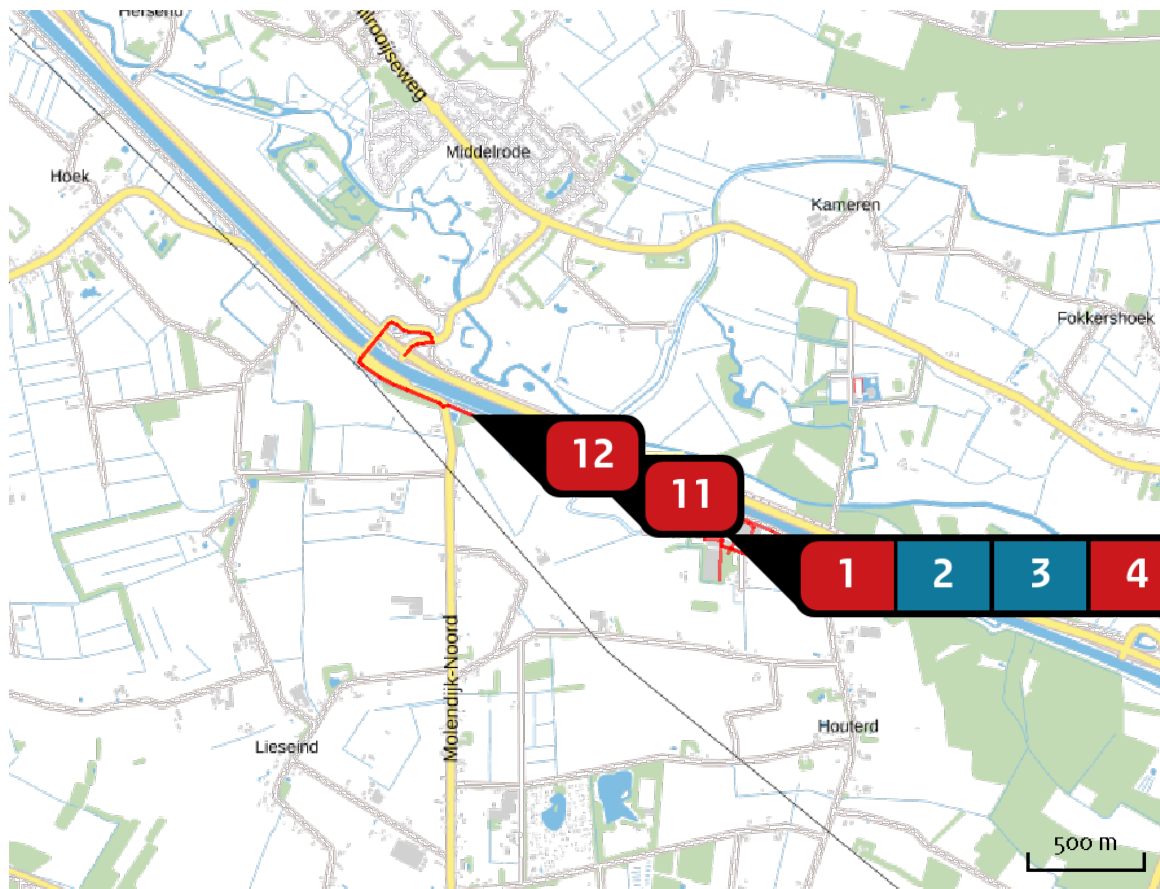 Middelrode
Hoek
Kameren
Fokkershoek
12
11
1 2 3 4
Molendijk-Noord
Houterd
Lieseind
500 m